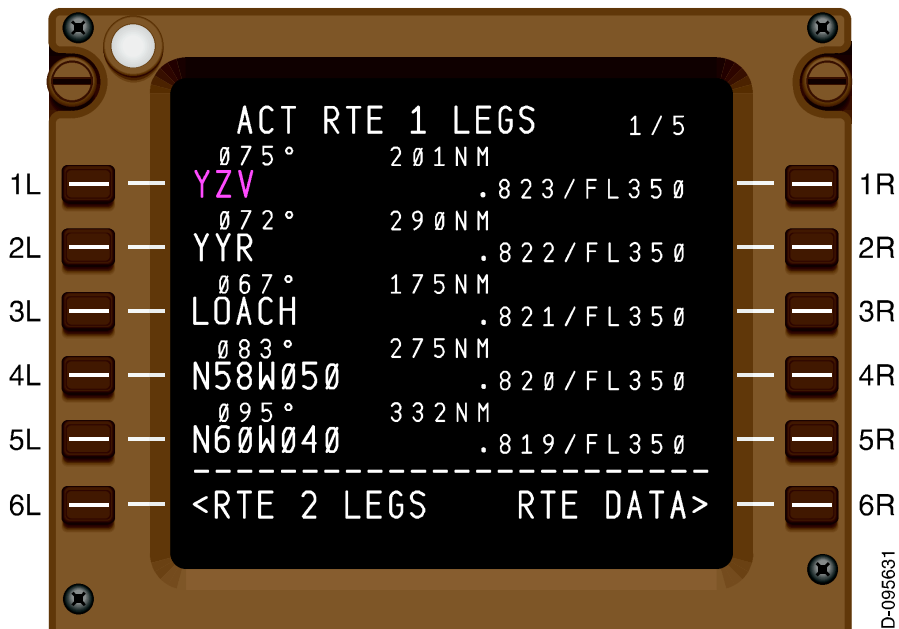 ACT RTE 1 LEGS 1/5
Ø75° 2Ø1NM
1L YZV .823/FL35Ø 1R
Ø72° 29ØNM
2L YYR .822/FL35Ø 2R
Ø67° 175NM
3L LOACH .821/FL35Ø 3R
Ø83° 275NM
4L N58WØ5Ø .82Ø/FL35Ø 4R
Ø95° 332NM
5L N6ØWØ4Ø .819/FL35Ø 5R
6L <RTE 2 LEGS RTE DATA> 6R
D-095631